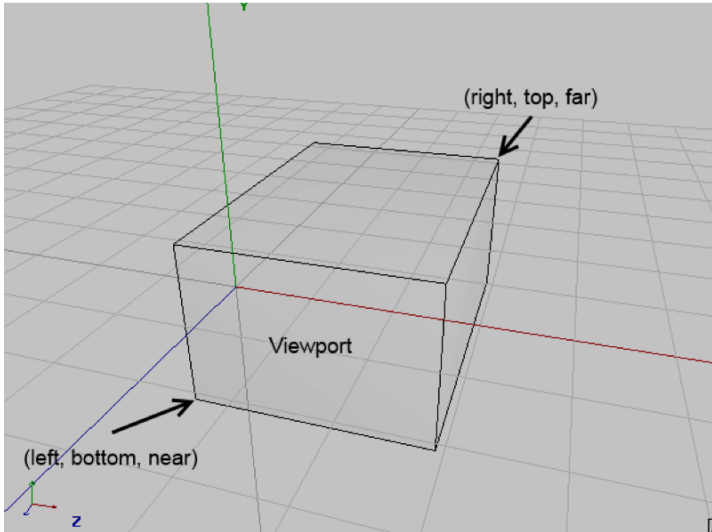 Y
(right, top, far)
Viewport
(left, bottom, near)
Z